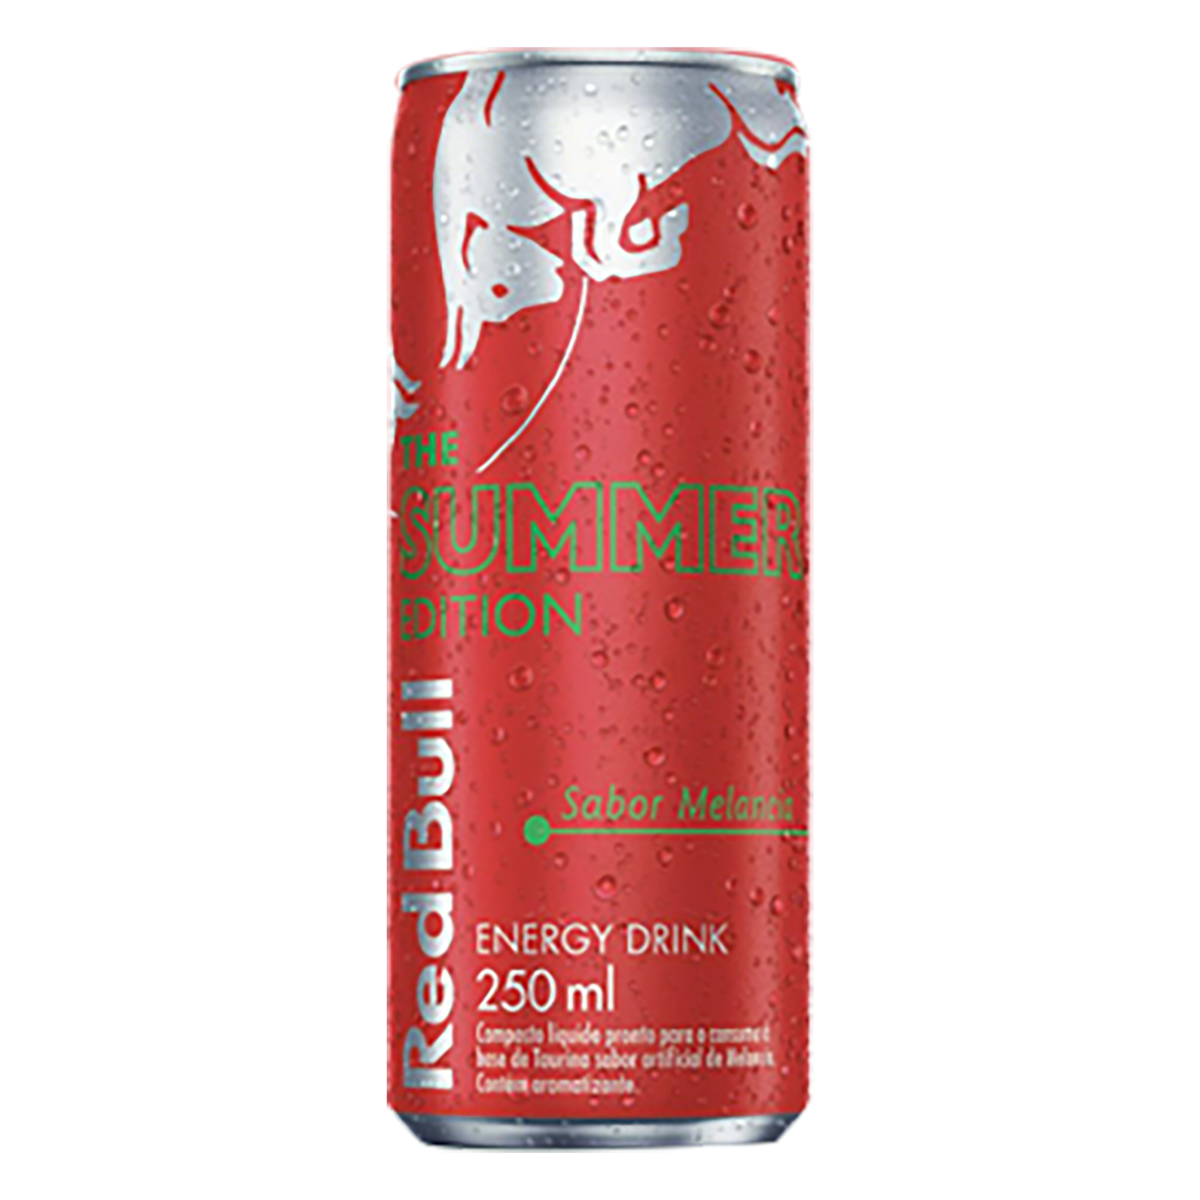 THE
SUMMER
EDITION
Red Bull
Sabor Melancia
ENERGY DRINK
250 ml
Composto líquido pronto para o consumo à
base de Taurina sabor artificial de Melancia.
Contém aromatizante.